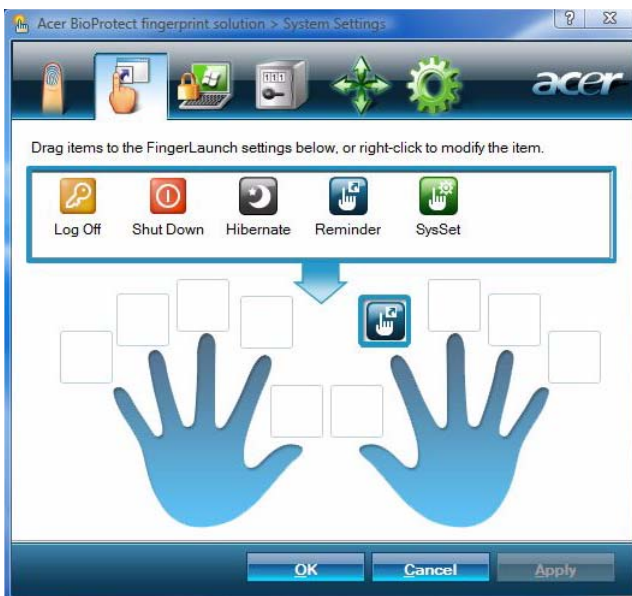 Acer BioProtect fingerprint solution > System Settings
acer
Drag items to the FingerLaunch settings below, or right-click to modify the item.
Log Off Shut Down Hibernate Reminder SysSet
OK Cancel Apply